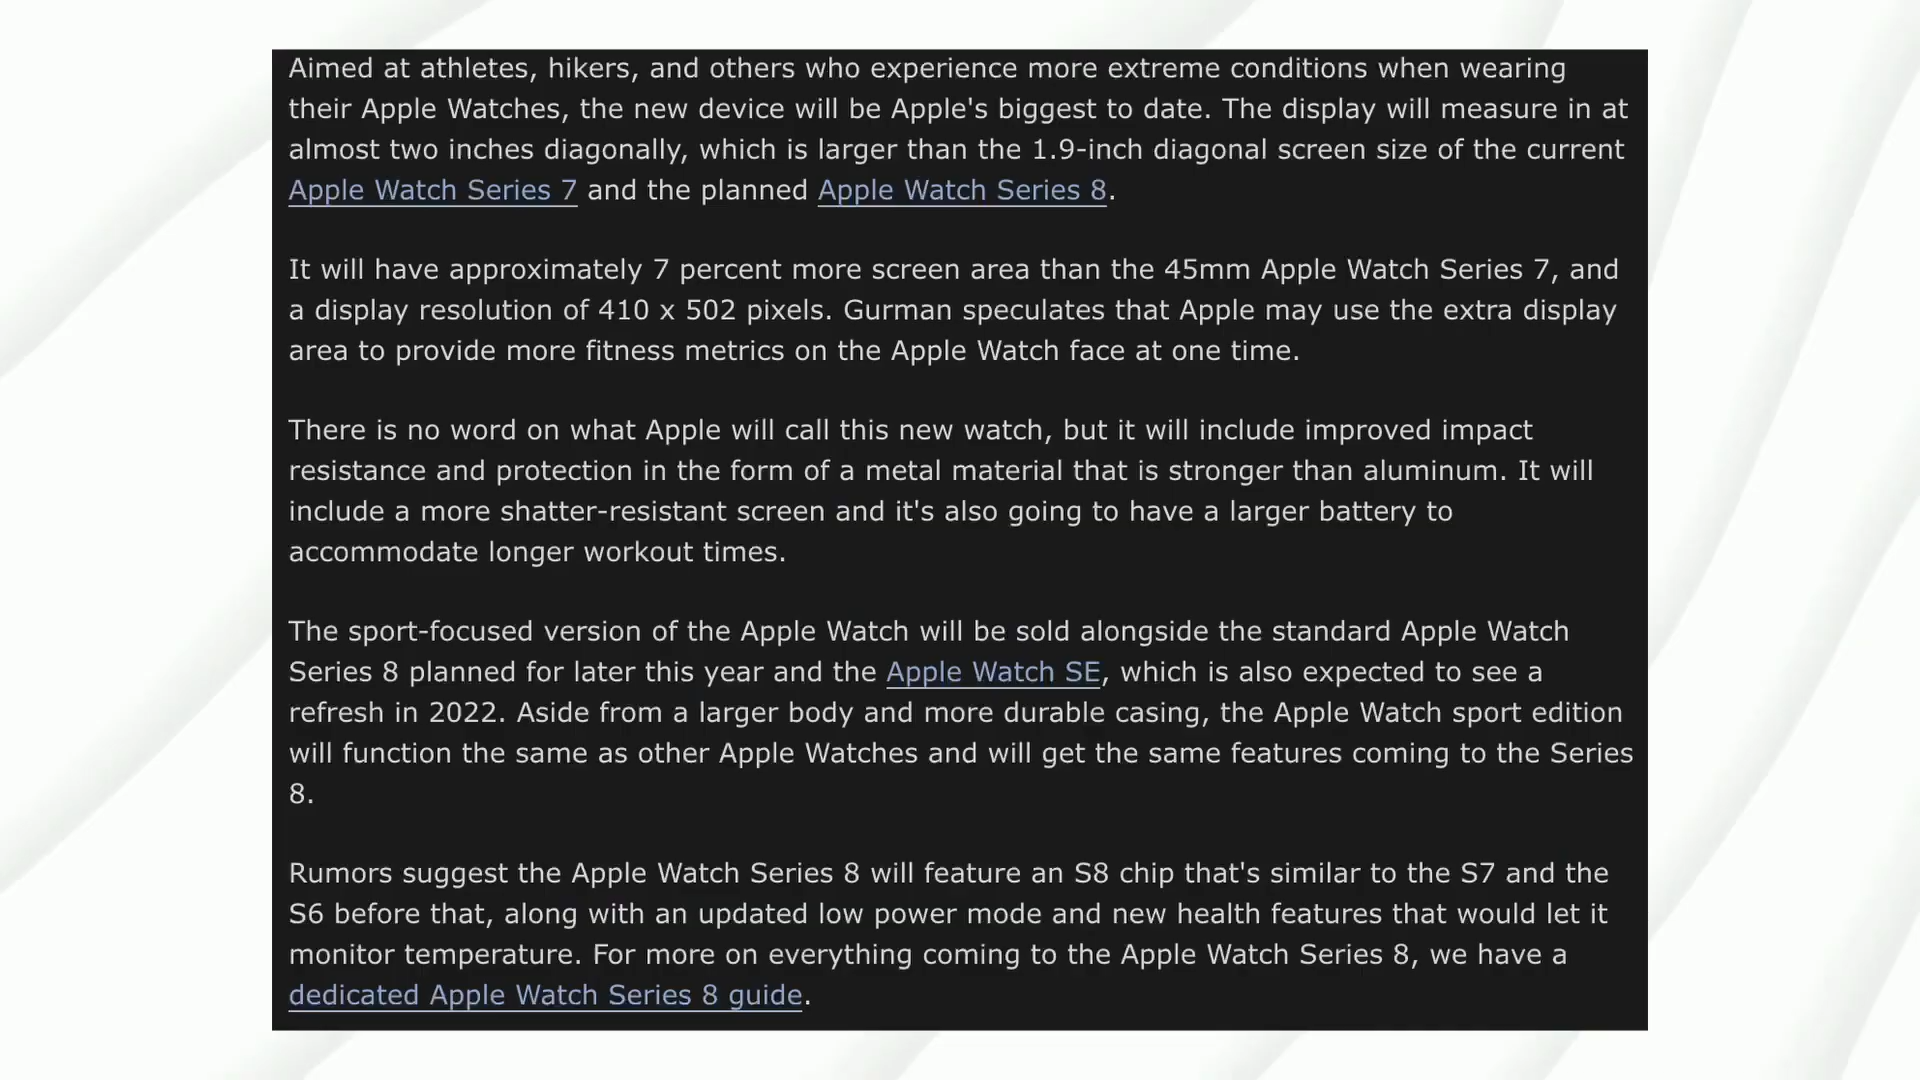 Aimed at athletes, hikers, and others who experience more extreme conditions when wearing
their Apple Watches, the new device will be Apple's biggest to date. The display will measure in at
almost two inches diagonally, which is larger than the 1.9-inch diagonal screen size of the current
Apple Watch Series 7 and the planned Apple Watch Series 8.
It will have approximately 7 percent more screen area than the 45mm Apple Watch Series 7, and
a display resolution of 410 x 502 pixels. Gurman speculates that Apple may use the extra display
area to provide more fitness metrics on the Apple Watch face at one time.
There is no word on what Apple will call this new watch, but it will include improved impact
resistance and protection in the form of a metal material that is stronger than aluminum. It will
include a more shatter-resistant screen and it's also going to have a larger battery to
accommodate longer workout times.
The sport-focused version of the Apple Watch will be sold alongside the standard Apple Watch
Series 8 planned for later this year and the Apple Watch SE, which is also expected to see a
refresh in 2022. Aside from a larger body and more durable casing, the Apple Watch sport edition
will function the same as other Apple Watches and will get the same features coming to the Series
8.
Rumors suggest the Apple Watch Series 8 will feature an S8 chip that's similar to the S7 and the
S6 before that, along with an updated low power mode and new health features that would let it
monitor temperature. For more on everything coming to the Apple Watch Series 8, we have a
dedicated Apple Watch Series 8 guide.